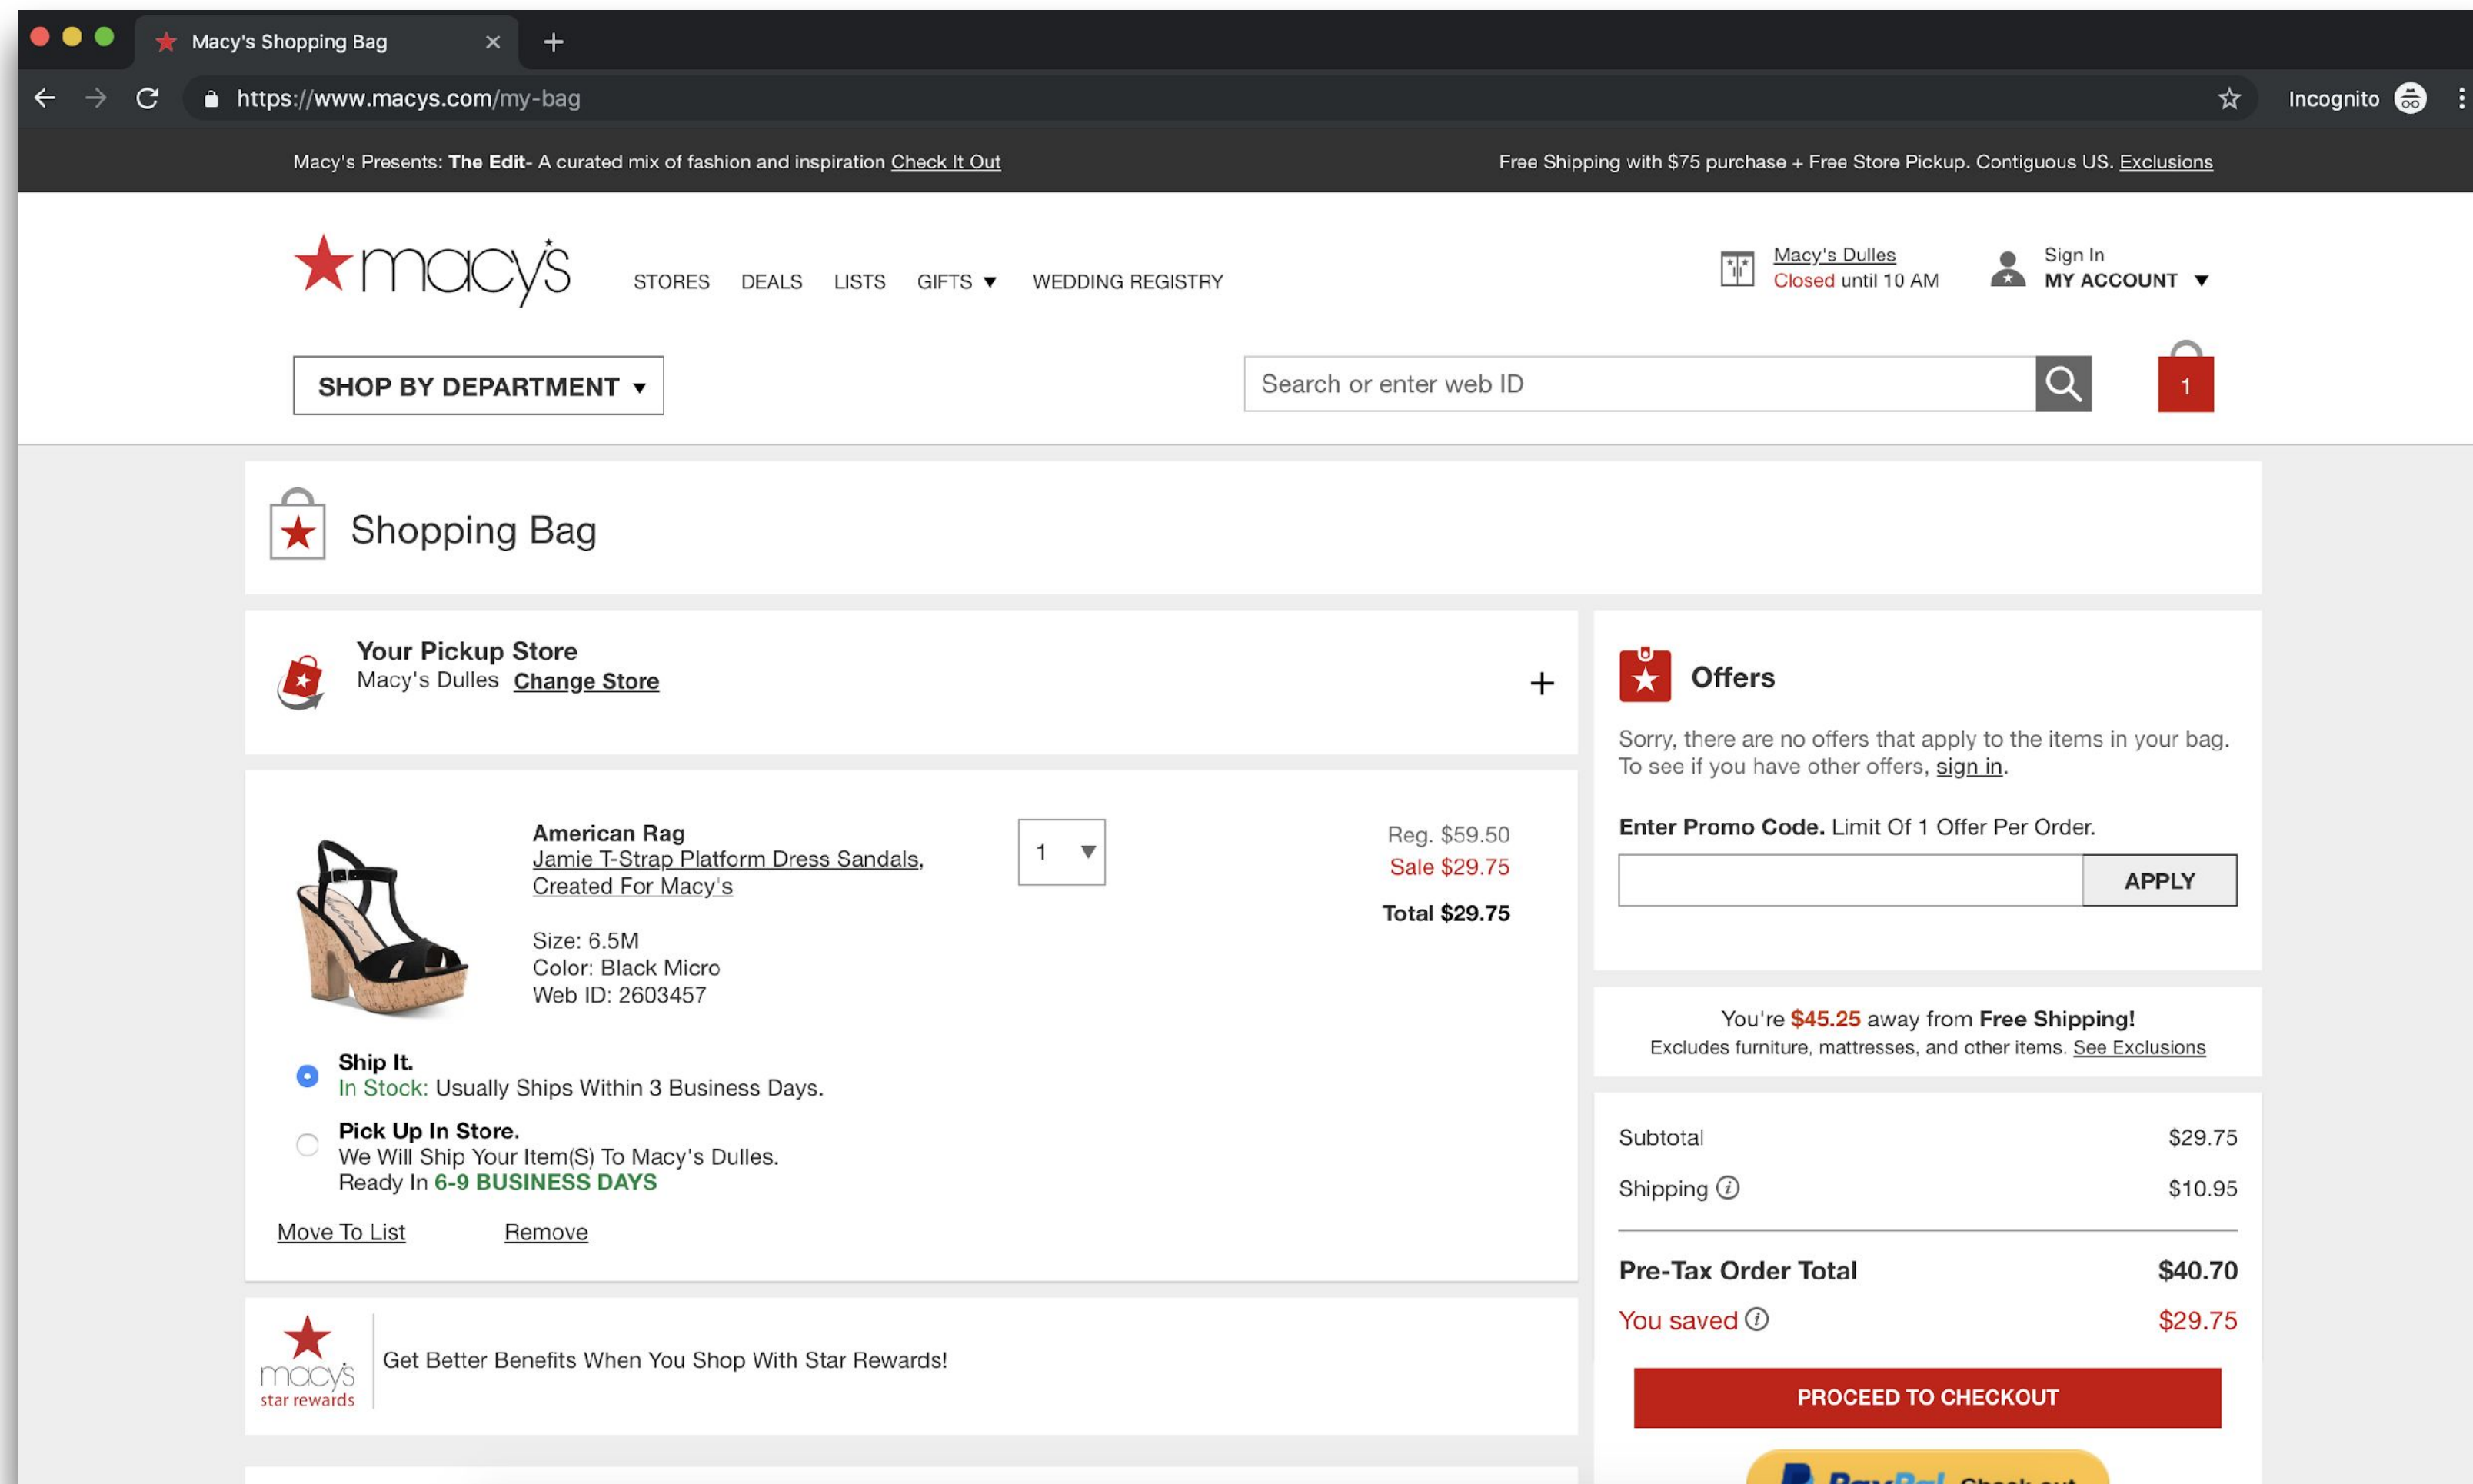 Macy's Shopping Bag
https://www.macys.com/my-bag
Incognito
Macy's Presents: The Edit- A curated mix of fashion and inspiration Check It Out
Free Shipping with $75 purchase + Free Store Pickup. Contiguous US. Exclusions
macy's
STORES DEALS LISTS GIFTS ▼ WEDDING REGISTRY
Macy's Dulles
Closed until 10 AM
Sign In
MY ACCOUNT ▼
SHOP BY DEPARTMENT ▼
Search or enter web ID
1
Shopping Bag
Your Pickup Store
Macy's Dulles Change Store
+
American Rag
Jamie T-Strap Platform Dress Sandals,
Created For Macy's
Size: 6.5M
Color: Black Micro
Web ID: 2603457
1 ▼
Reg. $59.50
Sale $29.75
Total $29.75
Ship It.
In Stock: Usually Ships Within 3 Business Days.
Pick Up In Store.
We Will Ship Your Item(S) To Macy's Dulles.
Ready In 6-9 BUSINESS DAYS
Move To List Remove
macy's
star rewards
Get Better Benefits When You Shop With Star Rewards!
Offers
Sorry, there are no offers that apply to the items in your bag.
To see if you have other offers, sign in.
Enter Promo Code. Limit Of 1 Offer Per Order.
APPLY
You're $45.25 away from Free Shipping!
Excludes furniture, mattresses, and other items. See Exclusions
Subtotal $29.75
Shipping $10.95
Pre-Tax Order Total $40.70
You saved $29.75
PROCEED TO CHECKOUT
PayPal Check out